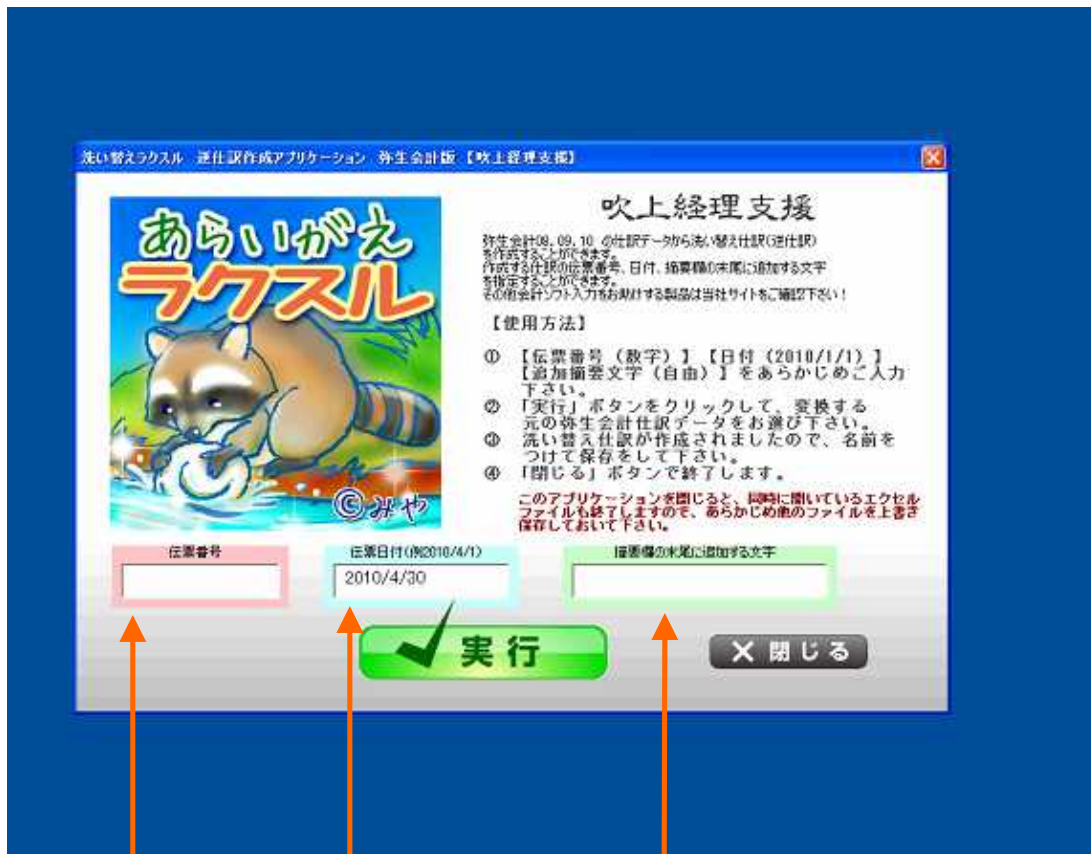 洗い替えラクスル 逆仕訳作成アプリケーション 弥生会計版 【吹上経理支援】
あらいがえ
ラクスル
©みや
吹上経理支援
弥生会計08,09,10 の仕訳データから洗い替え仕訳(逆仕訳)
を作成することができます。
作成する仕訳の伝票番号、日付、摘要欄の末尾に追加する文字
を指定することができます。
その他会計ソフト入力をお助けする製品は当社サイトをご確認下さい!
【使用方法】
① 【伝票番号(数字)】【日付(2010/1/1)】
【追加摘要文字(自由)】をあらかじめご入力
下さい。
② 「実行」ボタンをクリックして、変換する
元の弥生会計仕訳データをお選び下さい。
③ 洗い替え仕訳が作成されましたので、名前を
つけて保存をして下さい。
④ 「閉じる」ボタンで終了します。
このアプリケーションを閉じると、同時に開いているエクセル
ファイルも終了しますので、あらかじめ他のファイルを上書き
保存しておいて下さい。
伝票番号
伝票日付(例2010/4/1)
摘要欄の末尾に追加する文字
2010/4/30
実行
閉じる